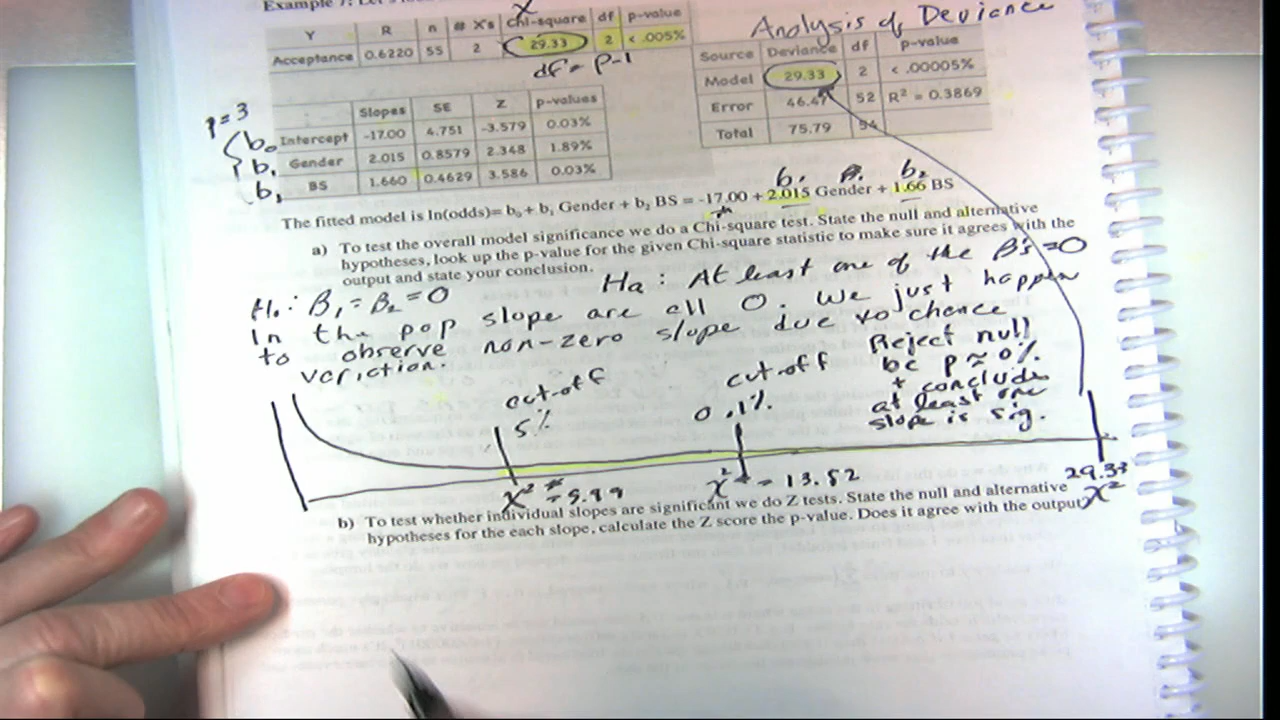 Example 7: Let's
Y R n # X's chi-square df p-value
Acceptance 0.6220 55 2 29.33 2 < .005%
df = p-1
Analysis of Deviance
Source Deviance df p-value
Model 29.33 2 < .00005%
Error 46.47 52 R² = 0.3869
Total 75.79 54
p=3
Slopes SE Z p-values
b₀ Intercept -17.00 4.751 -3.579 0.03%
b₁ Gender 2.015 0.8579 2.348 1.89%
b₁ BS 1.660 0.4629 3.586 0.03%
b₁ b₂
The fitted model is ln(odds)= b₀ + b₁ Gender + b₂ BS = -17.00 + 2.015 Gender + 1.66 BS
a) To test the overall model significance we do a Chi-square test. State the null and alternative
hypotheses, look up the p-value for the given Chi-square statistic to make sure it agrees with the
output and state your conclusion.
H₀: B₁ = B₂ = 0
Ha: At least one of the B's = 0
In the pop slope are all 0. We just happen
to observe non-zero slope due to chance
variction.
Reject null
bc p ≈ 0%
+ conclude
at least one
slope is sig.
cut-off
5%
cut-off
0.1%
X² = 5.99
X² = 13.82
29.33
X²
b) To test whether individual slopes are significant we do Z tests. State the null and alternative
hypotheses for the each slope, calculate the Z score the p-value. Does it agree with the output